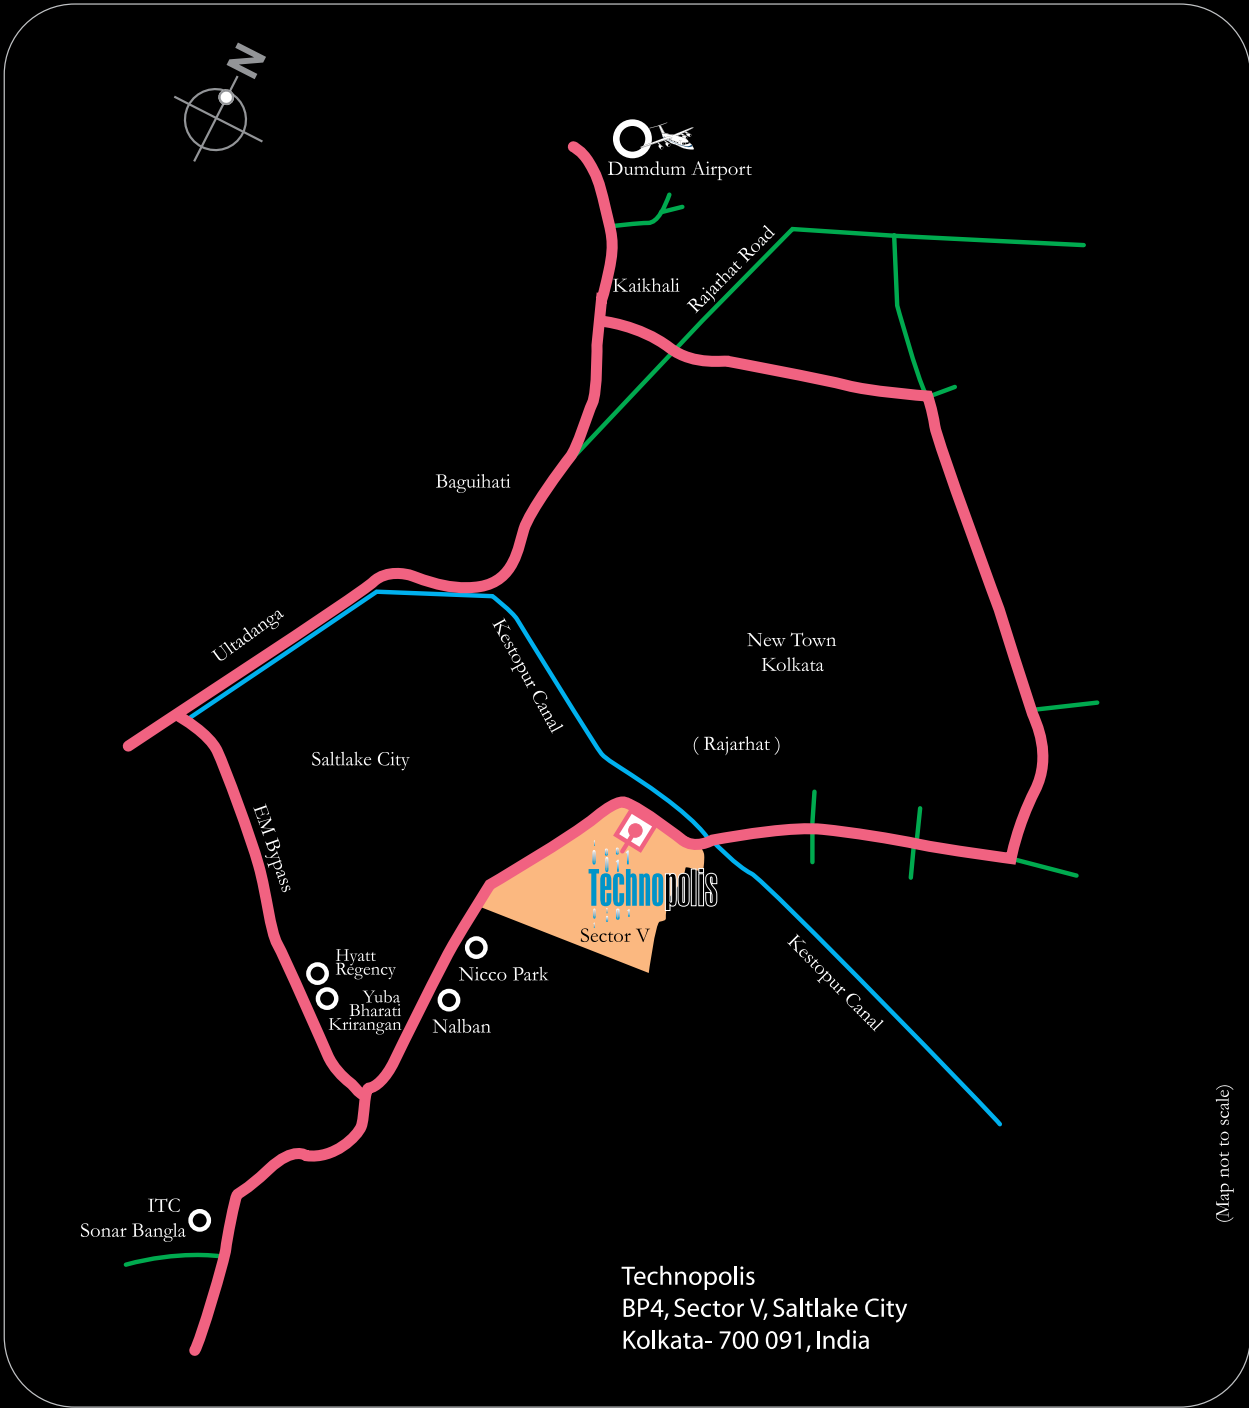 N
Dumdum Airport
Rajarhat Road
Kaikhali
Baguihati
Ultadanga
Kestopur Canal
New Town
Kolkata
( Rajarhat )
Saltlake City
EM Bypass
Technopolis
Sector V
Hyatt
Regency
Yuba
Bharati
Krirangan
Nicco Park
Nalban
Kestopur Canal
(Map not to scale)
ITC
Sonar Bangla
Technopolis
BP4, Sector V, Saltlake City
Kolkata- 700 091, India